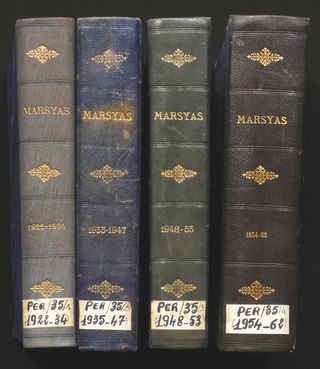 MARSYAS
1922-1934
PER/35/1
1922-34
MARSYAS
1935-1947
PER/35/2
1935-47
MARSYAS
1948-53
PER/35/3
1948-53
MARSYAS
1954-62
PER/35/4
1954-62